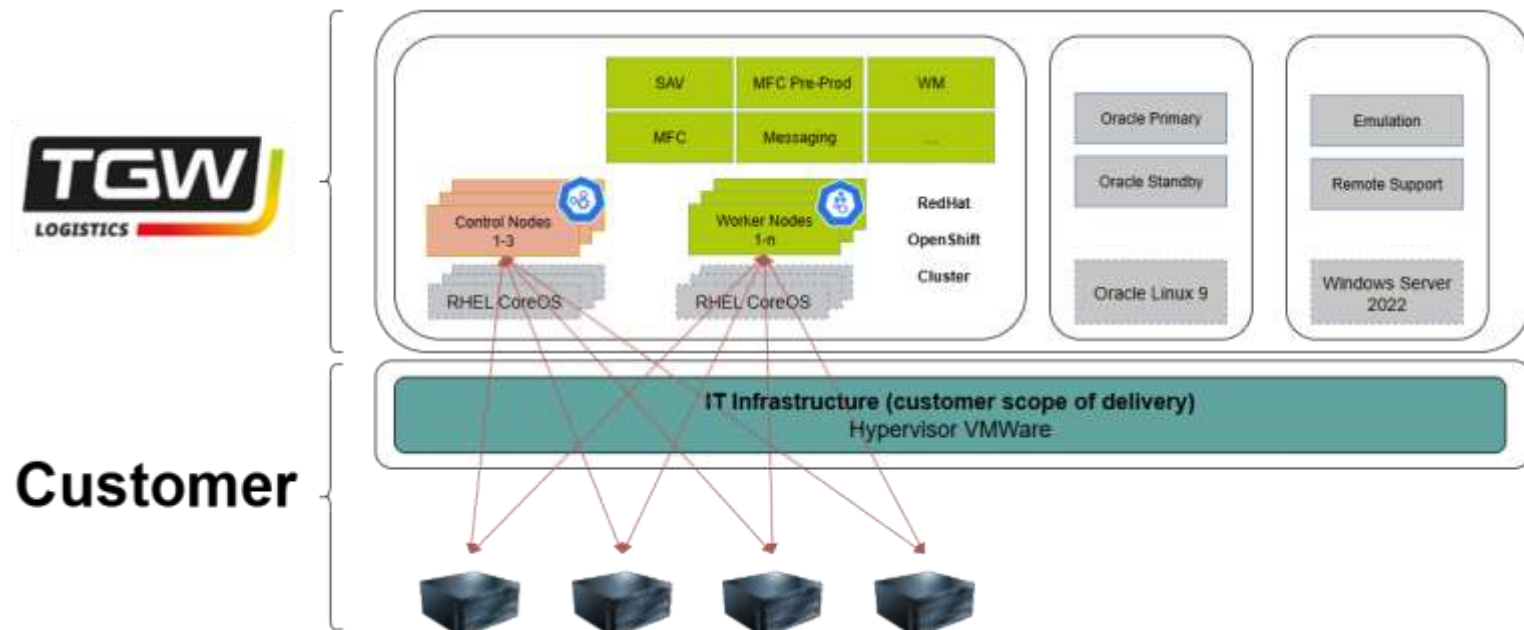 TGW
LOGISTICS
SAV
MFC Pre-Prod
WM
MFC
Messaging
...
Control Nodes
1-3
Worker Nodes
1-n
RHEL CoreOS
RHEL CoreOS
RedHat
OpenShift
Cluster
Oracle Primary
Oracle Standby
Oracle Linux 9
Emulation
Remote Support
Windows Server
2022
Customer
IT Infrastructure (customer scope of delivery)
Hypervisor VMWare